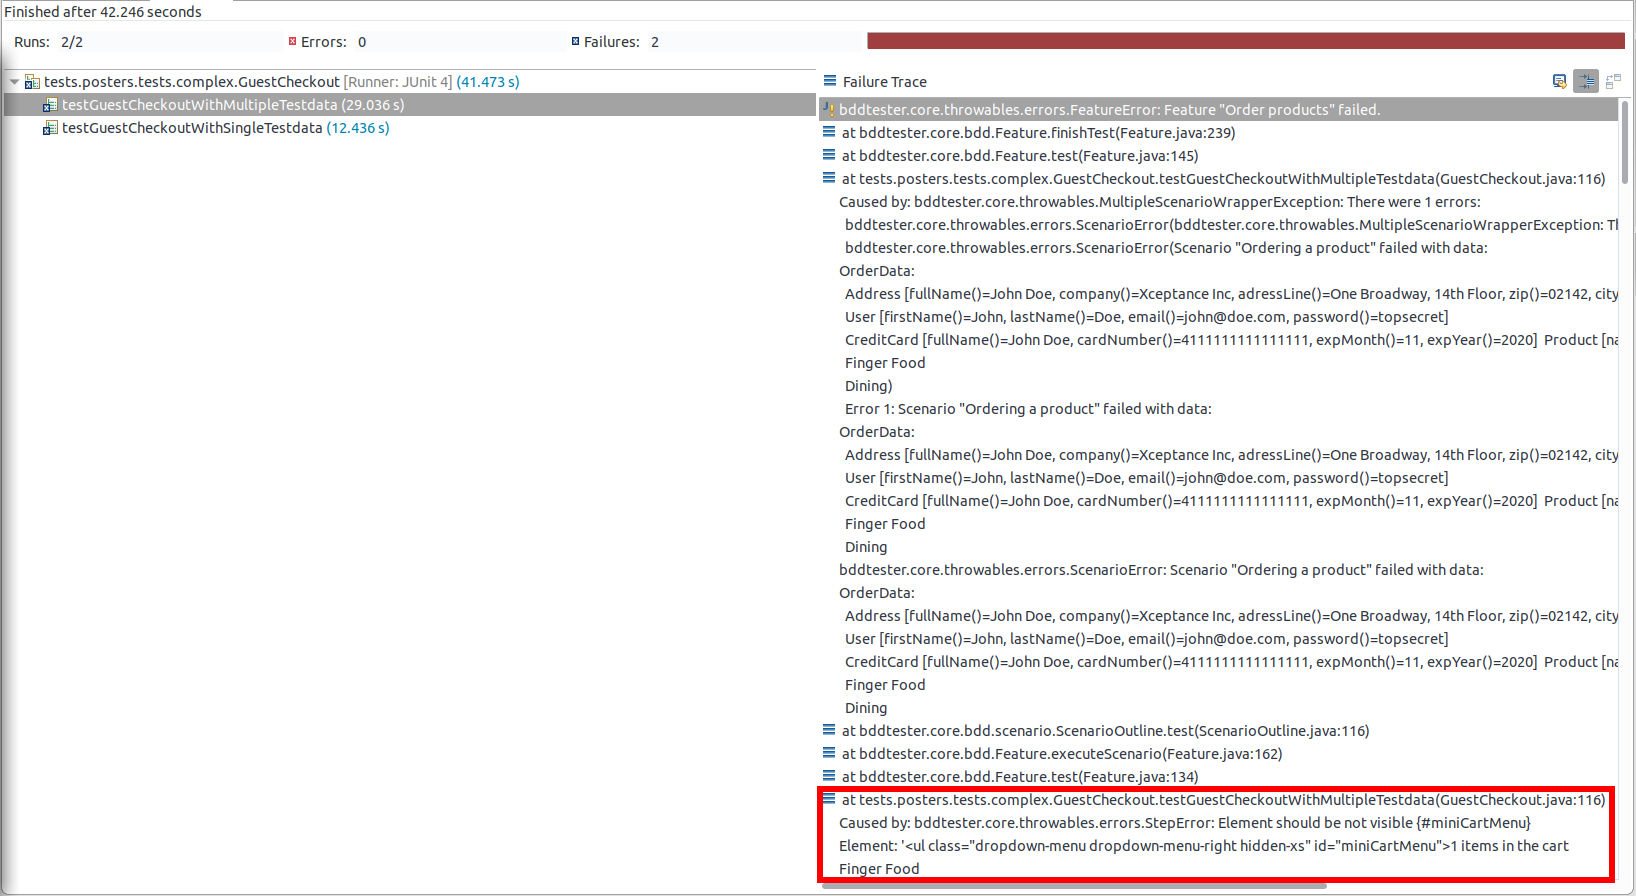 Finished after 42.246 seconds
Runs: 2/2 Errors: 0 Failures: 2
tests.posters.tests.complex.GuestCheckout [Runner: JUnit 4] (41.473 s)
testGuestCheckoutWithMultipleTestdata (29.036 s)
testGuestCheckoutWithSingleTestdata (12.436 s)
Failure Trace
bddtester.core.throwables.errors.FeatureError: Feature "Order products" failed.
at bddtester.core.bdd.Feature.finishTest(Feature.java:239)
at bddtester.core.bdd.Feature.test(Feature.java:145)
at tests.posters.tests.complex.GuestCheckout.testGuestCheckoutWithMultipleTestdata(GuestCheckout.java:116)
Caused by: bddtester.core.throwables.MultipleScenarioWrapperException: There were 1 errors:
bddtester.core.throwables.errors.ScenarioError(bddtester.core.throwables.MultipleScenarioWrapperException: Th
bddtester.core.throwables.errors.ScenarioError(Scenario "Ordering a product" failed with data:
OrderData:
Address [fullName()=John Doe, company()=Xceptance Inc, adressLine()=One Broadway, 14th Floor, zip()=02142, city
User [firstName()=John, lastName()=Doe, email()=john@doe.com, password()=topsecret]
CreditCard [fullName()=John Doe, cardNumber()=4111111111111111, expMonth()=11, expYear()=2020] Product [na
Finger Food
Dining)
Error 1: Scenario "Ordering a product" failed with data:
OrderData:
Address [fullName()=John Doe, company()=Xceptance Inc, adressLine()=One Broadway, 14th Floor, zip()=02142, city
User [firstName()=John, lastName()=Doe, email()=john@doe.com, password()=topsecret]
CreditCard [fullName()=John Doe, cardNumber()=4111111111111111, expMonth()=11, expYear()=2020] Product [na
Finger Food
Dining
bddtester.core.throwables.errors.ScenarioError: Scenario "Ordering a product" failed with data:
OrderData:
Address [fullName()=John Doe, company()=Xceptance Inc, adressLine()=One Broadway, 14th Floor, zip()=02142, city
User [firstName()=John, lastName()=Doe, email()=john@doe.com, password()=topsecret]
CreditCard [fullName()=John Doe, cardNumber()=4111111111111111, expMonth()=11, expYear()=2020] Product [na
Finger Food
Dining
at bddtester.core.bdd.scenario.ScenarioOutline.test(ScenarioOutline.java:116)
at bddtester.core.bdd.Feature.executeScenario(Feature.java:162)
at bddtester.core.bdd.Feature.test(Feature.java:134)
at tests.posters.tests.complex.GuestCheckout.testGuestCheckoutWithMultipleTestdata(GuestCheckout.java:116)
Caused by: bddtester.core.throwables.errors.StepError: Element should be not visible {#miniCartMenu}
Element: '<ul class="dropdown-menu dropdown-menu-right hidden-xs" id="miniCartMenu">1 items in the cart
Finger Food